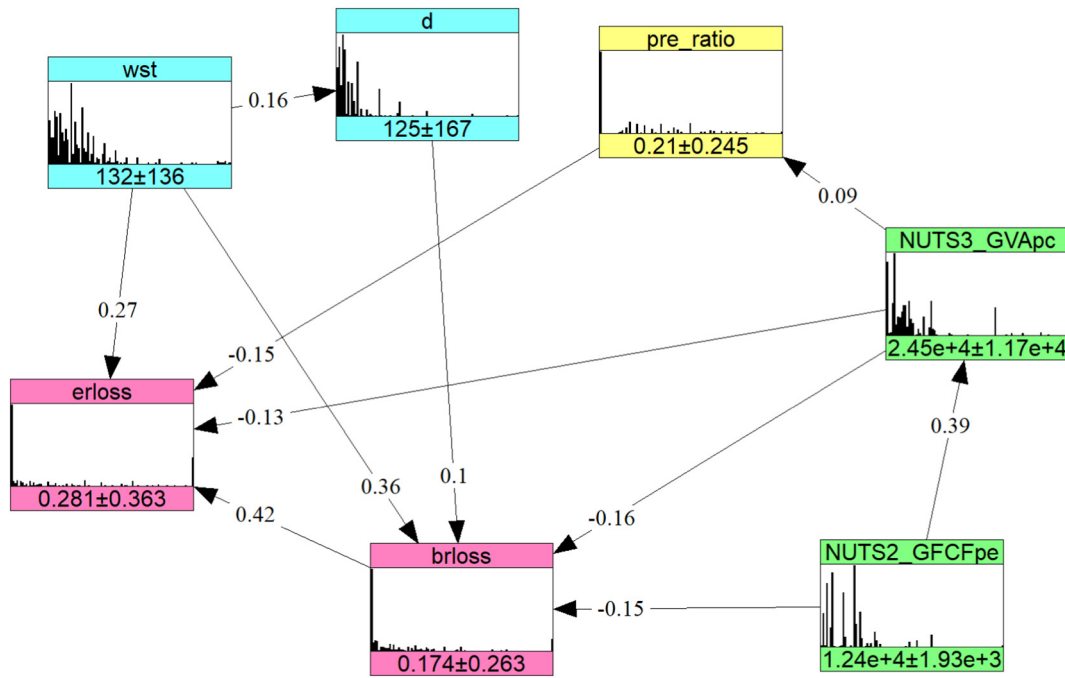 d
wst
pre_ratio
0.16
125±167
132±136
0.21±0.245
0.09
NUTS3_GVApc
0.27
-0.15
2.45e+4±1.17e+4
erloss
-0.13
0.39
0.1
0.36
0.281±0.363
0.42
-0.16
brloss
NUTS2_GFCFpe
-0.15
0.174±0.263
1.24e+4±1.93e+3